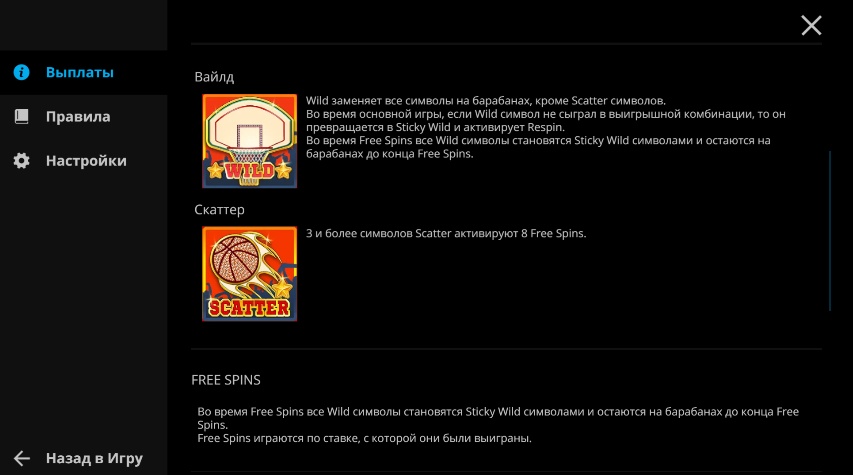 Выплаты
Правила
Настройки
Назад в Игру
Вайлд
WILD
Wild заменяет все символы на барабанах, кроме Scatter символов.
Во время основной игры, если Wild символ не сыграл в выигрышной комбинации, то он
превращается в Sticky Wild и активирует Respin.
Во время Free Spins все Wild символы становятся Sticky Wild символами и остаются на
барабанах до конца Free Spins.
Скаттер
SCATTER
3 и более символов Scatter активируют 8 Free Spins.
FREE SPINS
Во время Free Spins все Wild символы становятся Sticky Wild символами и остаются на барабанах до конца Free
Spins.
Free Spins играются по ставке, с которой они были выиграны.